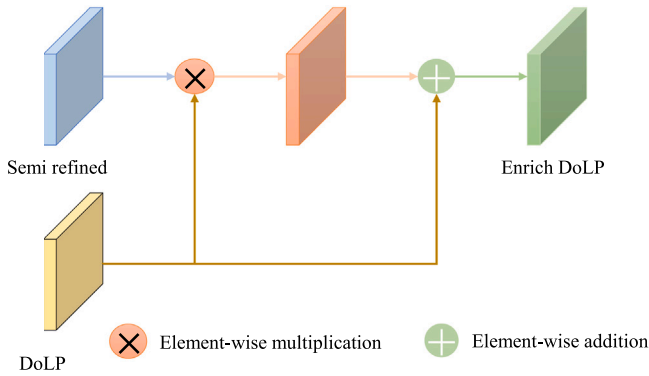 Semi refined
Enrich DoLP
DoLP
Element-wise multiplication
Element-wise addition